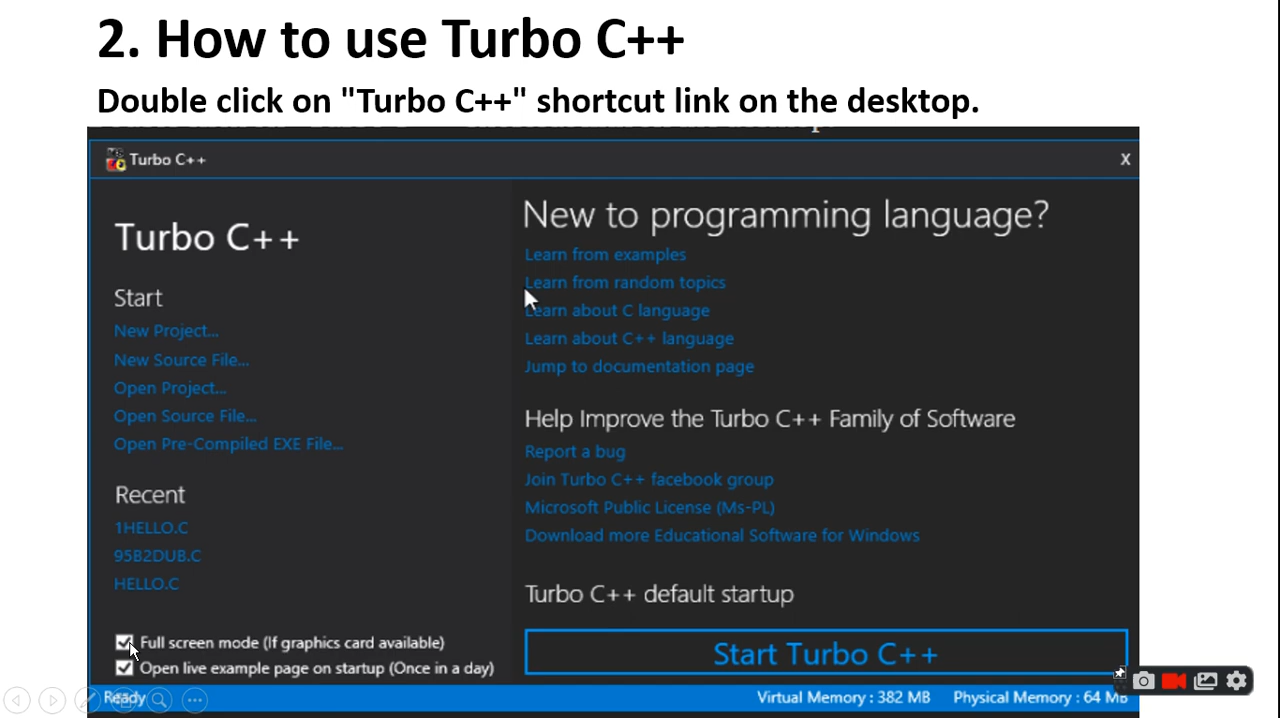 2. How to use Turbo C++
Double click on "Turbo C++" shortcut link on the desktop.
Turbo C++
X
Turbo C++
Start
New Project...
New Source File...
Open Project...
Open Source File...
Open Pre-Compiled EXE File...
Recent
1HELLO.C
95B2DUB.C
HELLO.C
Full screen mode (If graphics card available)
Open live example page on startup (Once in a day)
New to programming language?
Learn from examples
Learn from random topics
Learn about C language
Learn about C++ language
Jump to documentation page
Help Improve the Turbo C++ Family of Software
Report a bug
Join Turbo C++ facebook group
Microsoft Public License (Ms-PL)
Download more Educational Software for Windows
Turbo C++ default startup
Start Turbo C++
Ready
Virtual Memory : 382 MB Physical Memory : 64 MB